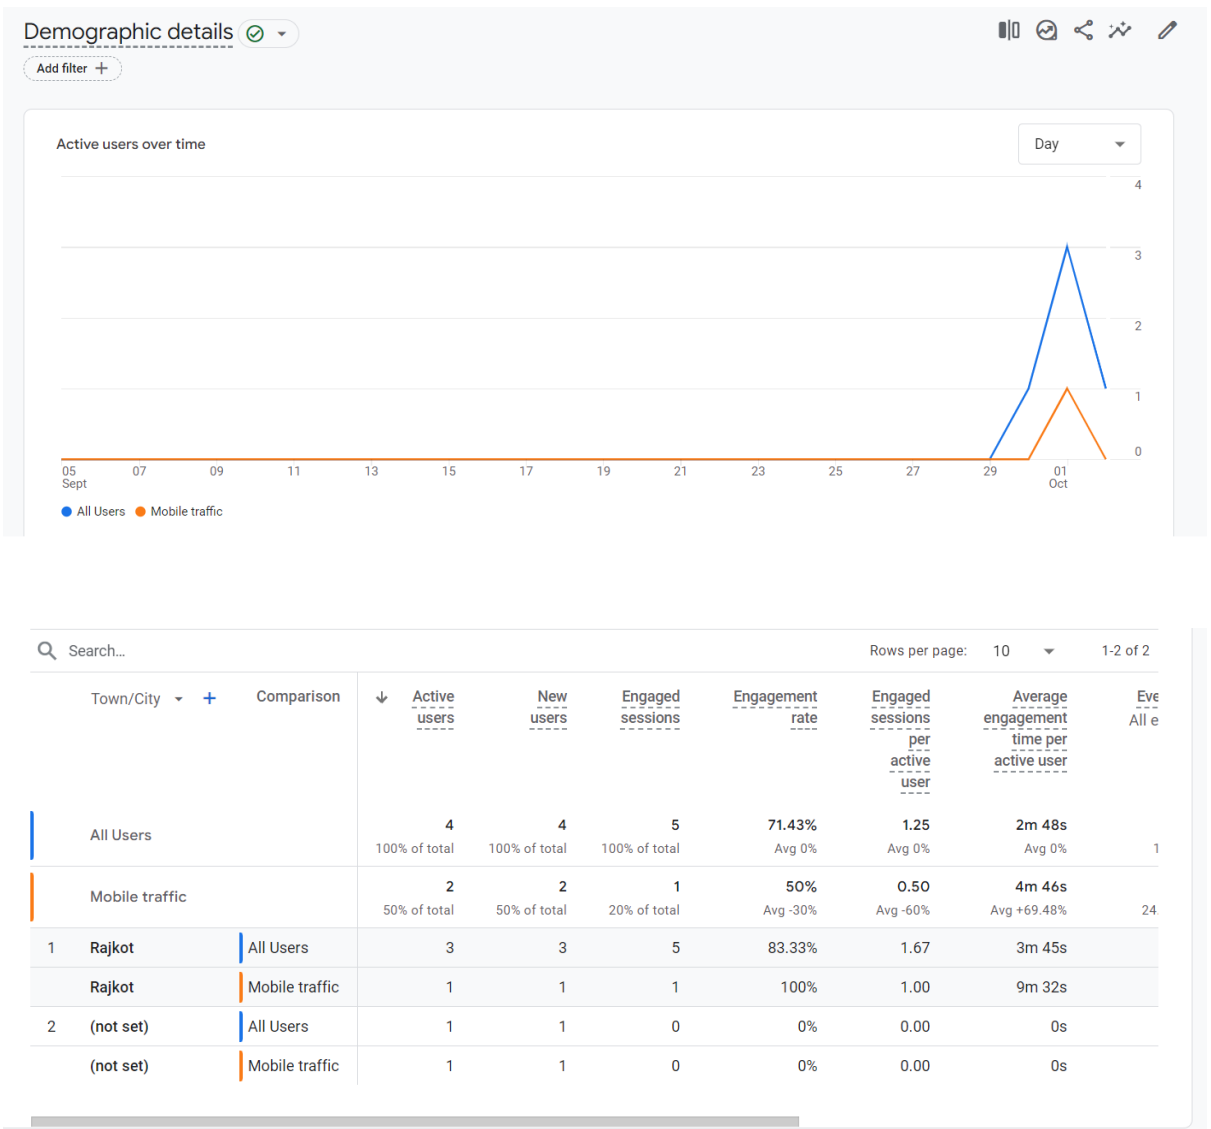 Demographic details
Add filter +
Active users over time
Day
4
3
2
1
0
05 07 09 11 13 15 17 19 21 23 25 27 29 01
Sept Oct
All Users Mobile traffic
Search... Rows per page: 10 1-2 of 2
Town/City + Comparison Active New Engaged Engagement Engaged Average Eve
users users sessions rate sessions engagement All e
per time per
active active user
user
All Users 4 4 5 71.43% 1.25 2m 48s
100% of total 100% of total 100% of total Avg 0% Avg 0% Avg 0% 1
Mobile traffic 2 2 1 50% 0.50 4m 46s
50% of total 50% of total 20% of total Avg -30% Avg -60% Avg +69.48% 24.
1 Rajkot All Users 3 3 5 83.33% 1.67 3m 45s
Rajkot Mobile traffic 1 1 1 100% 1.00 9m 32s
2 (not set) All Users 1 1 0 0% 0.00 0s
(not set) Mobile traffic 1 1 0 0% 0.00 0s